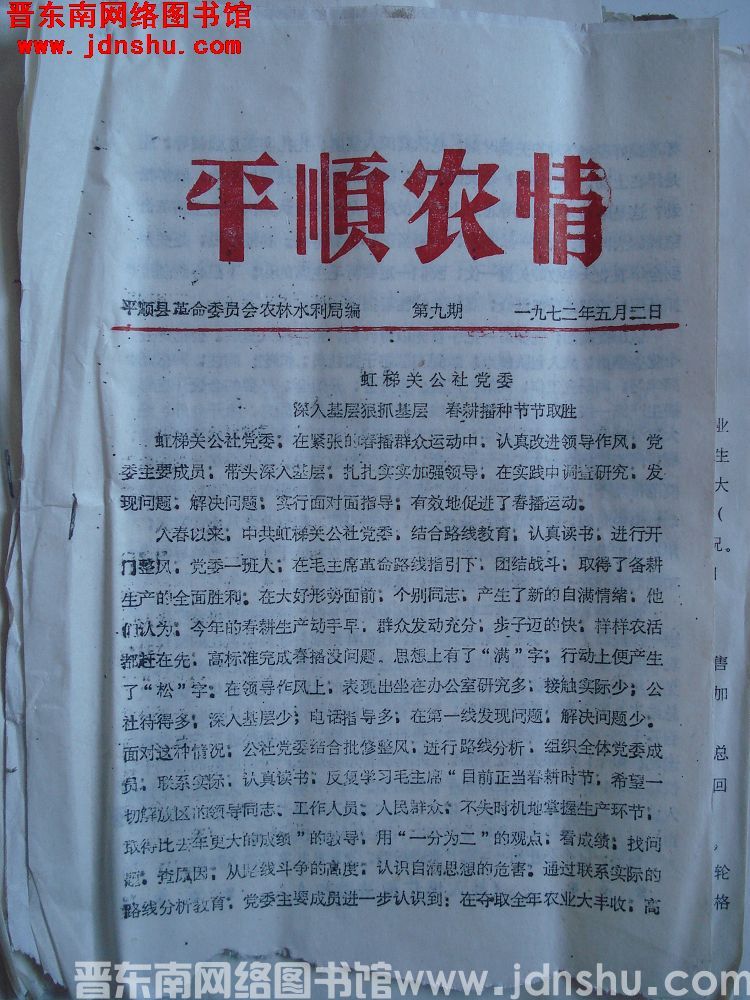 晋东南网络图书馆
www.jdnshu.com
平順农情
平顺县革命委员会农林水利局编 第九期 一九七二年五月二日
虹梯关公社党委
深入基层狠抓基层 春耕播种节节取胜
虹梯关公社党委，在紧张的春播群众运动中，认真改进领导作风，党
委主要成员，带头深入基层，扎扎实实加强领导，在实践中调查研究，发
现问题，解决问题，实行面对面指导，有效地促进了春播运动。
入春以来，中共虹梯关公社党委，结合路线教育，认真读书，进行开
门整风，党委一班人，在毛主席革命路线指引下，团结战斗，取得了备耕
生产的全面胜利。在大好形势面前，个别同志，产生了新的自满情绪，他
们认为，今年的春耕生产动手早，群众发动充分，步子迈的快，样样农活
都赶在先，高标准完成春播没问题。思想上有了“满”字，行动上便产生
了“松”字。在领导作风上，表现出坐在办公室研究多，接触实际少；公
社待得多，深入基层少；电话指导多，在第一线发现问题，解决问题少。
面对这种情况，公社党委结合批修整风，进行路线分析，组织全体党委成
员，联系实际，认真读书，反复学习毛主席“目前正当春耕时节，希望一
切解放区的领导同志、工作人员、人民群众，不失时机地掌握生产环节，
取得比去年更大的成绩”的教导，用“一分为二”的观点，看成绩，找问
题，查原因，从路线斗争的高度，认识自满思想的危害。通过联系实际的
路线分析教育，党委主要成员进一步认识到：在夺取全年农业大丰收，高
业
生
大
（
况。
售
加
总
回
，
轮
格
晋东南网络图书馆 www.jdnshu.com